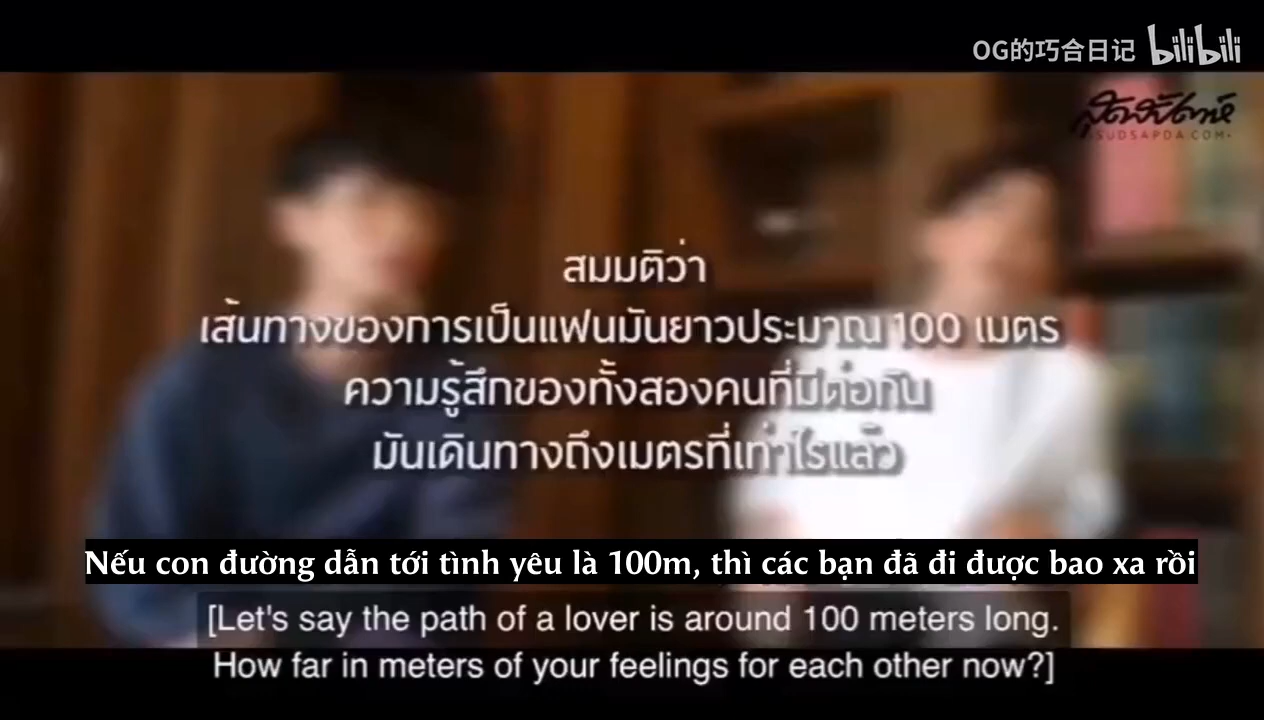 OG的巧合日记 bilibili
สุดสัปดาห์
SUDSAPDA.COM
สมมติว่า
เส้นทางของการเป็นแฟนมันยาวประมาณ 100 เมตร
ความรู้สึกของทั้งสองคนที่มีต่อกัน
มันเดินทางถึงเมตรที่เท่าไรแล้ว
Nếu con đường dẫn tới tình yêu là 100m, thì các bạn đã đi được bao xa rồi
[Let's say the path of a lover is around 100 meters long.
How far in meters of your feelings for each other now?]